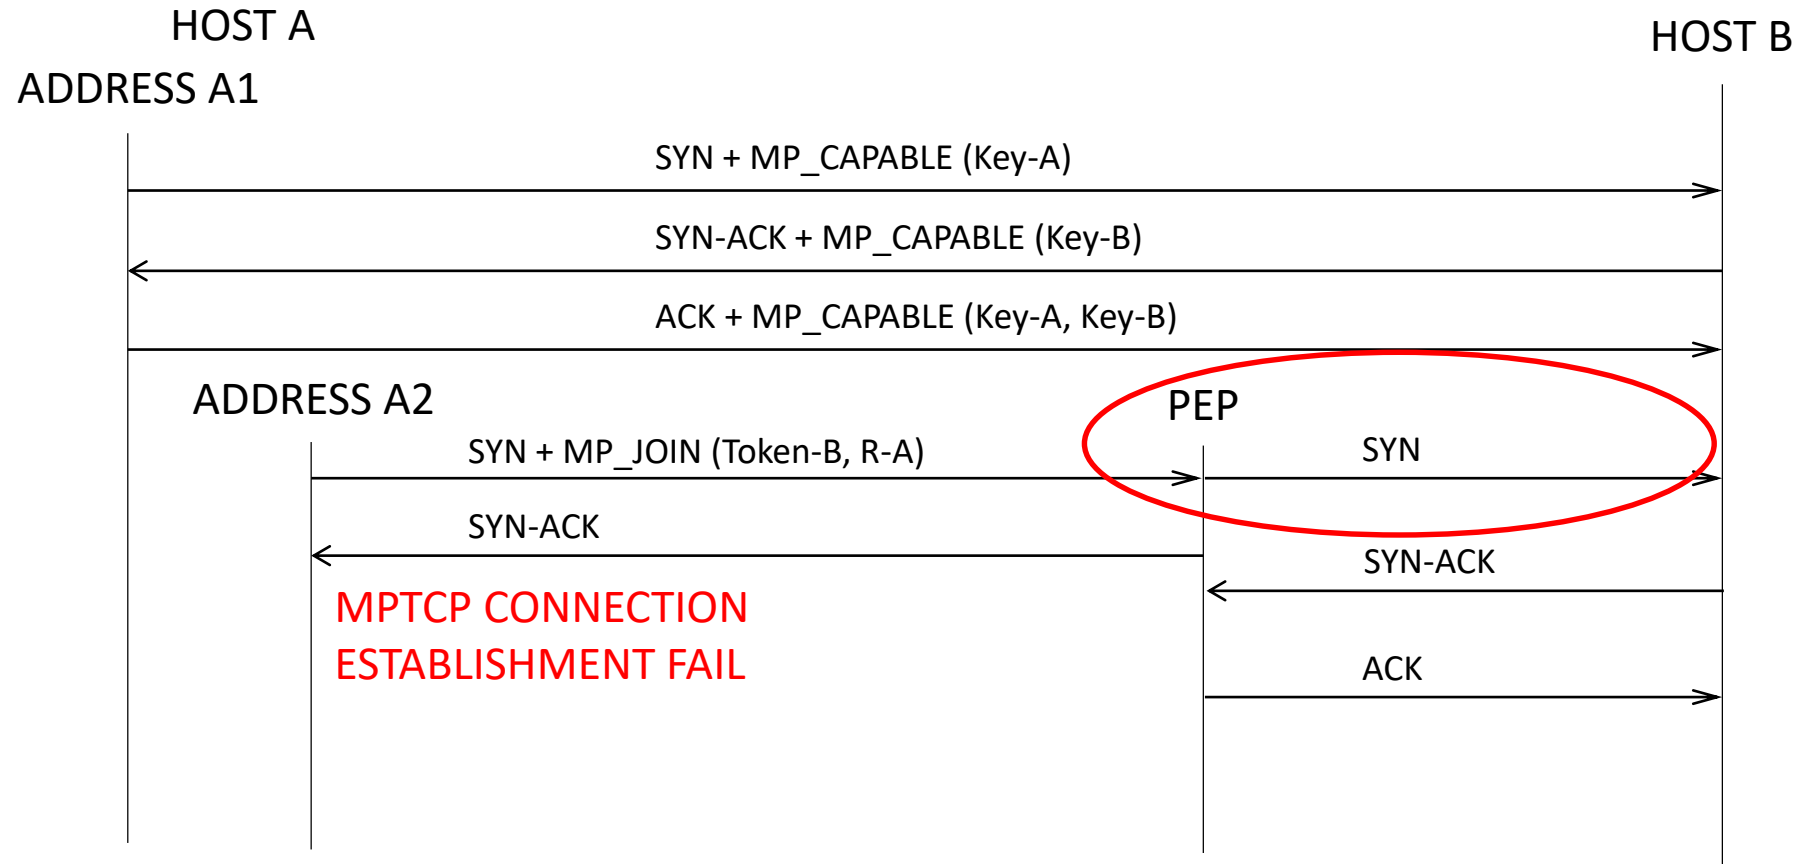 HOST A
HOST B
ADDRESS A1
SYN + MP_CAPABLE (Key-A)
SYN-ACK + MP_CAPABLE (Key-B)
ACK + MP_CAPABLE (Key-A, Key-B)
ADDRESS A2
PEP
SYN + MP_JOIN (Token-B, R-A)
SYN
SYN-ACK
SYN-ACK
MPTCP CONNECTION
ESTABLISHMENT FAIL
ACK